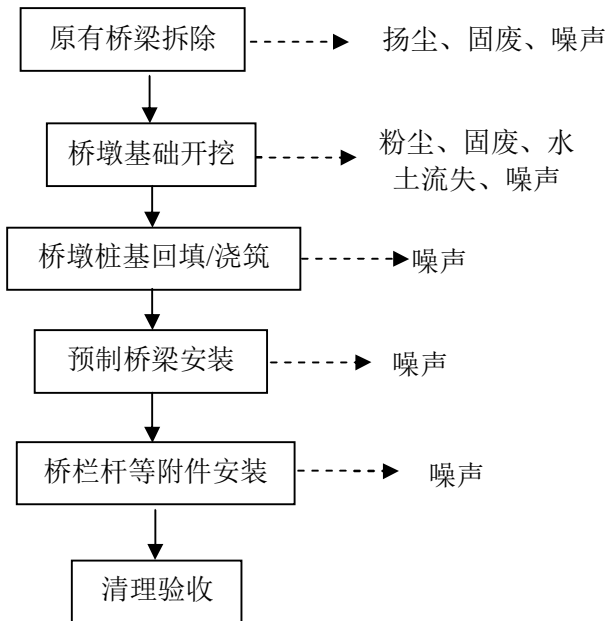 原有桥梁拆除
扬尘、固废、噪声
桥墩基础开挖
粉尘、固废、水
土流失、噪声
桥墩桩基回填/浇筑
噪声
预制桥梁安装
噪声
桥栏杆等附件安装
噪声
清理验收